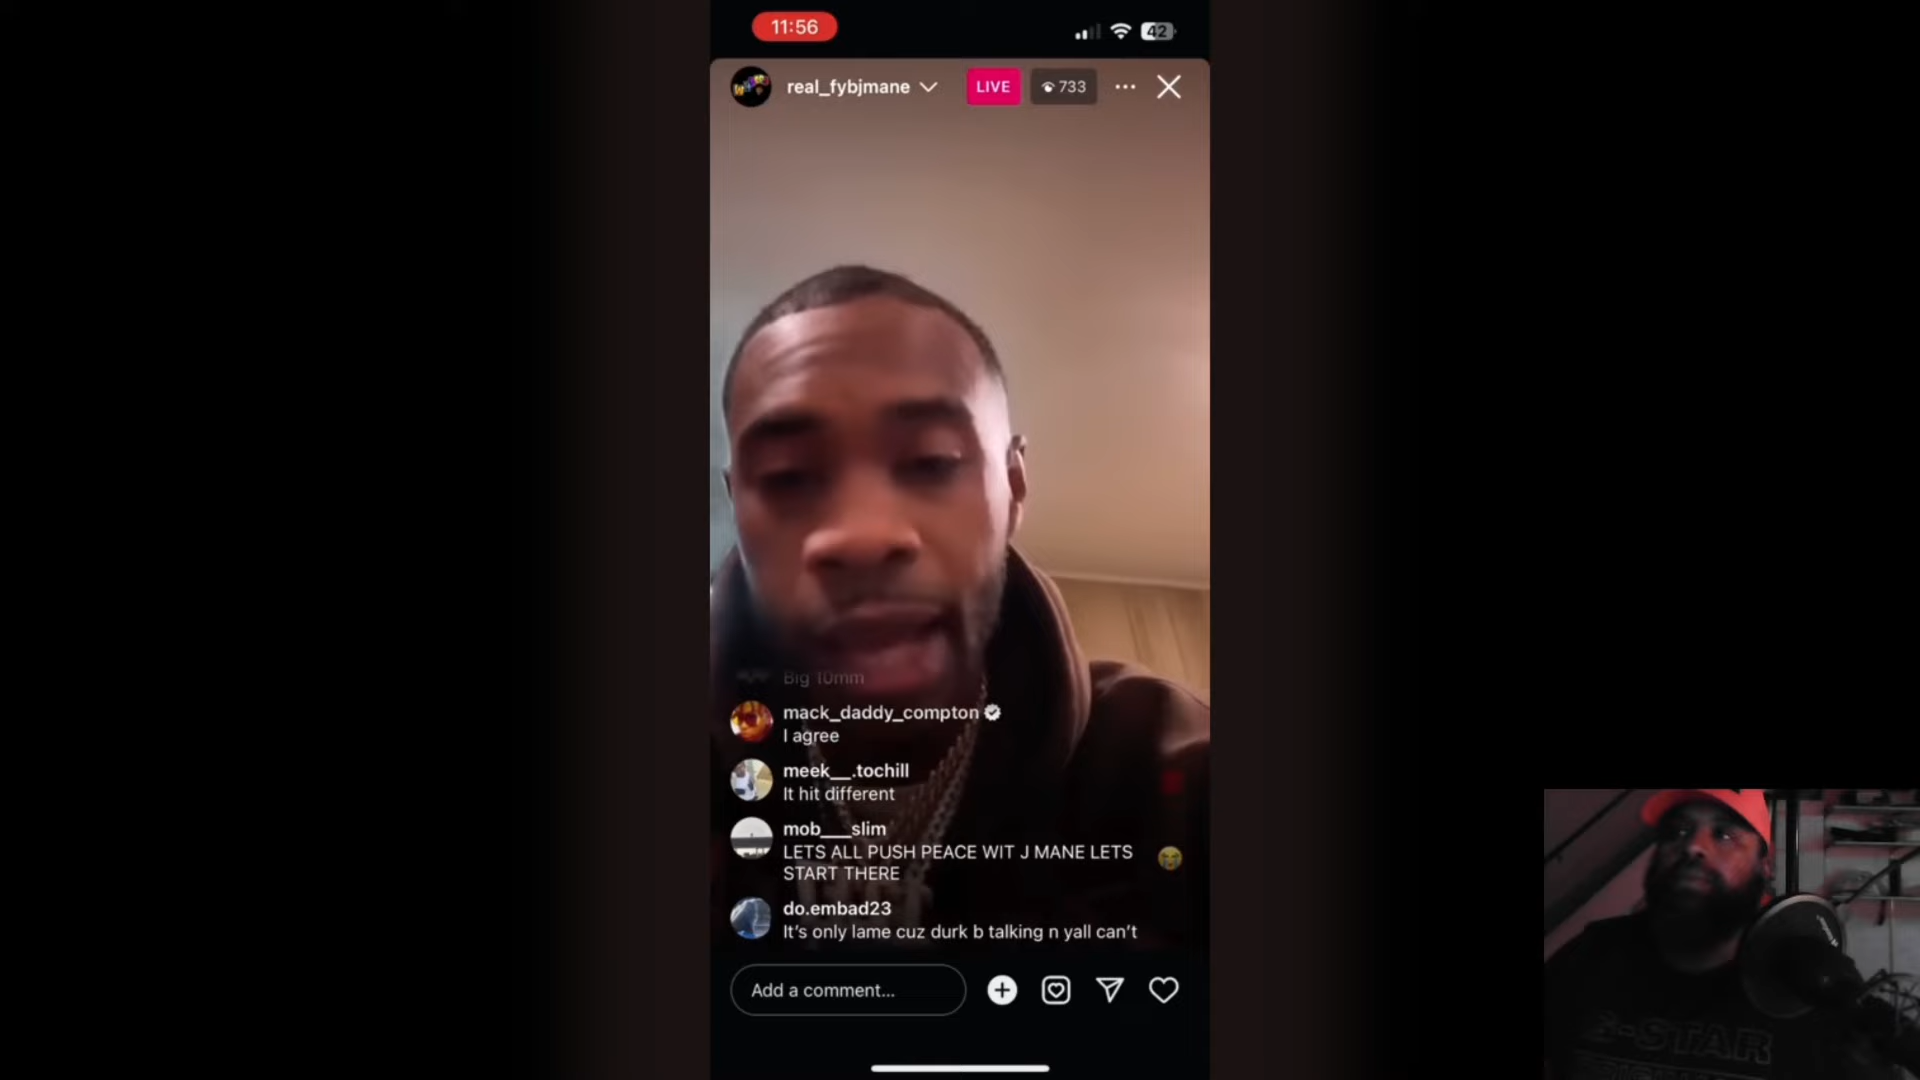 11:56
42
real_fybjmane
LIVE
733
Big 10mm
mack_daddy_compton
I agree
meek__.tochill
It hit different
mob___slim
LETS ALL PUSH PEACE WIT J MANE LETS
START THERE
do.embad23
It's only lame cuz durk b talking n yall can't
Add a comment...
G-STAR